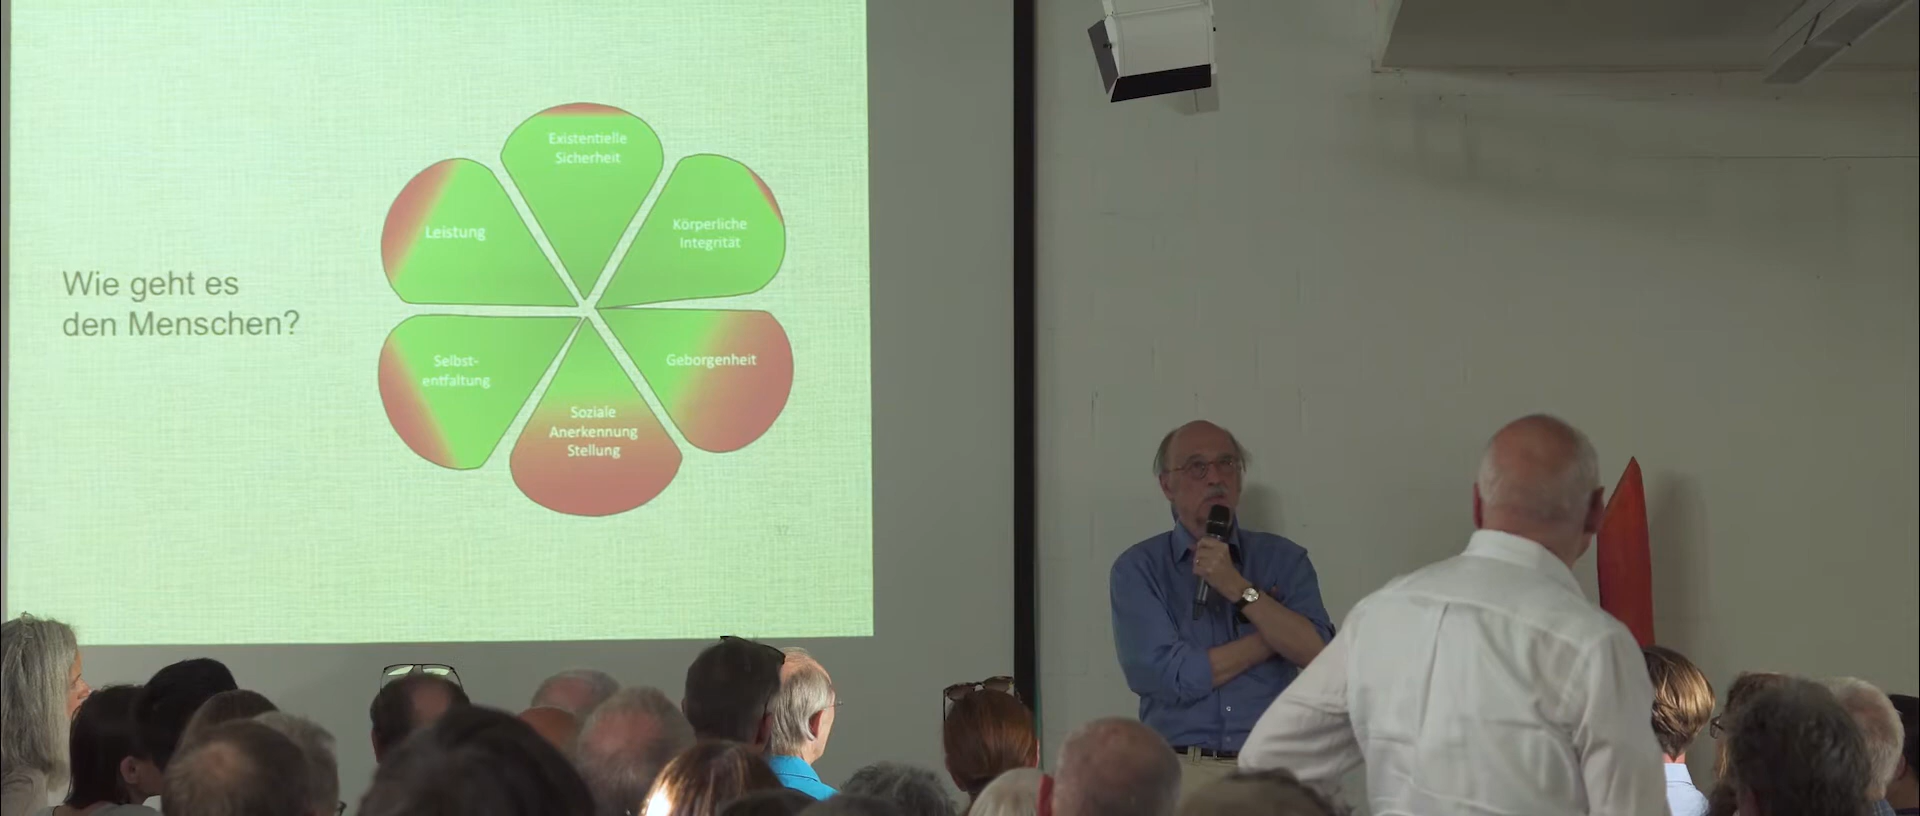 Wie geht es
den Menschen?
Existentielle
Sicherheit
Körperliche
Integrität
Geborgenheit
Soziale
Anerkennung
Stellung
Selbst-
entfaltung
Leistung